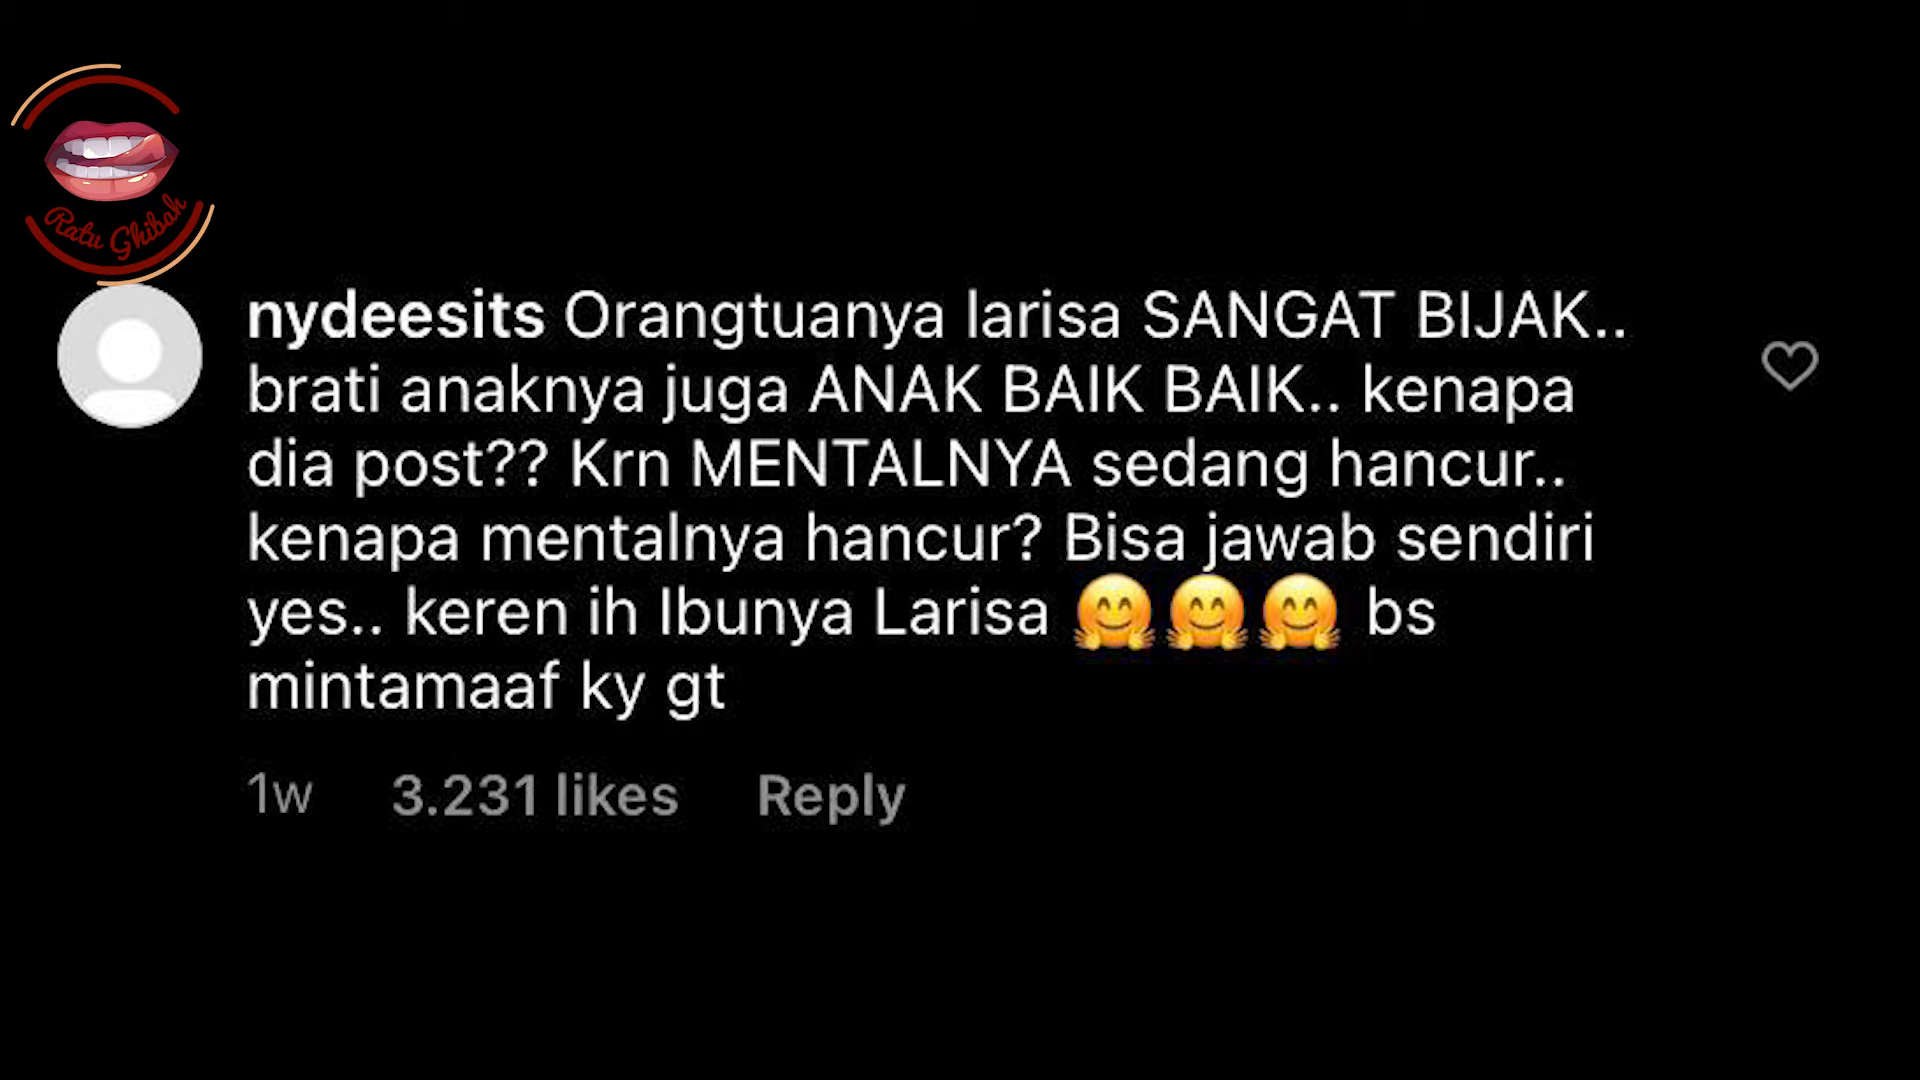 Ratu Ghibah
nydeesits Orangtuanya larisa SANGAT BIJAK..
brati anaknya juga ANAK BAIK BAIK.. kenapa
dia post?? Krn MENTALNYA sedang hancur..
kenapa mentalnya hancur? Bisa jawab sendiri
yes.. keren ih Ibunya Larisa 🤗🤗🤗 bs
mintamaaf ky gt
1w 3.231 likes Reply